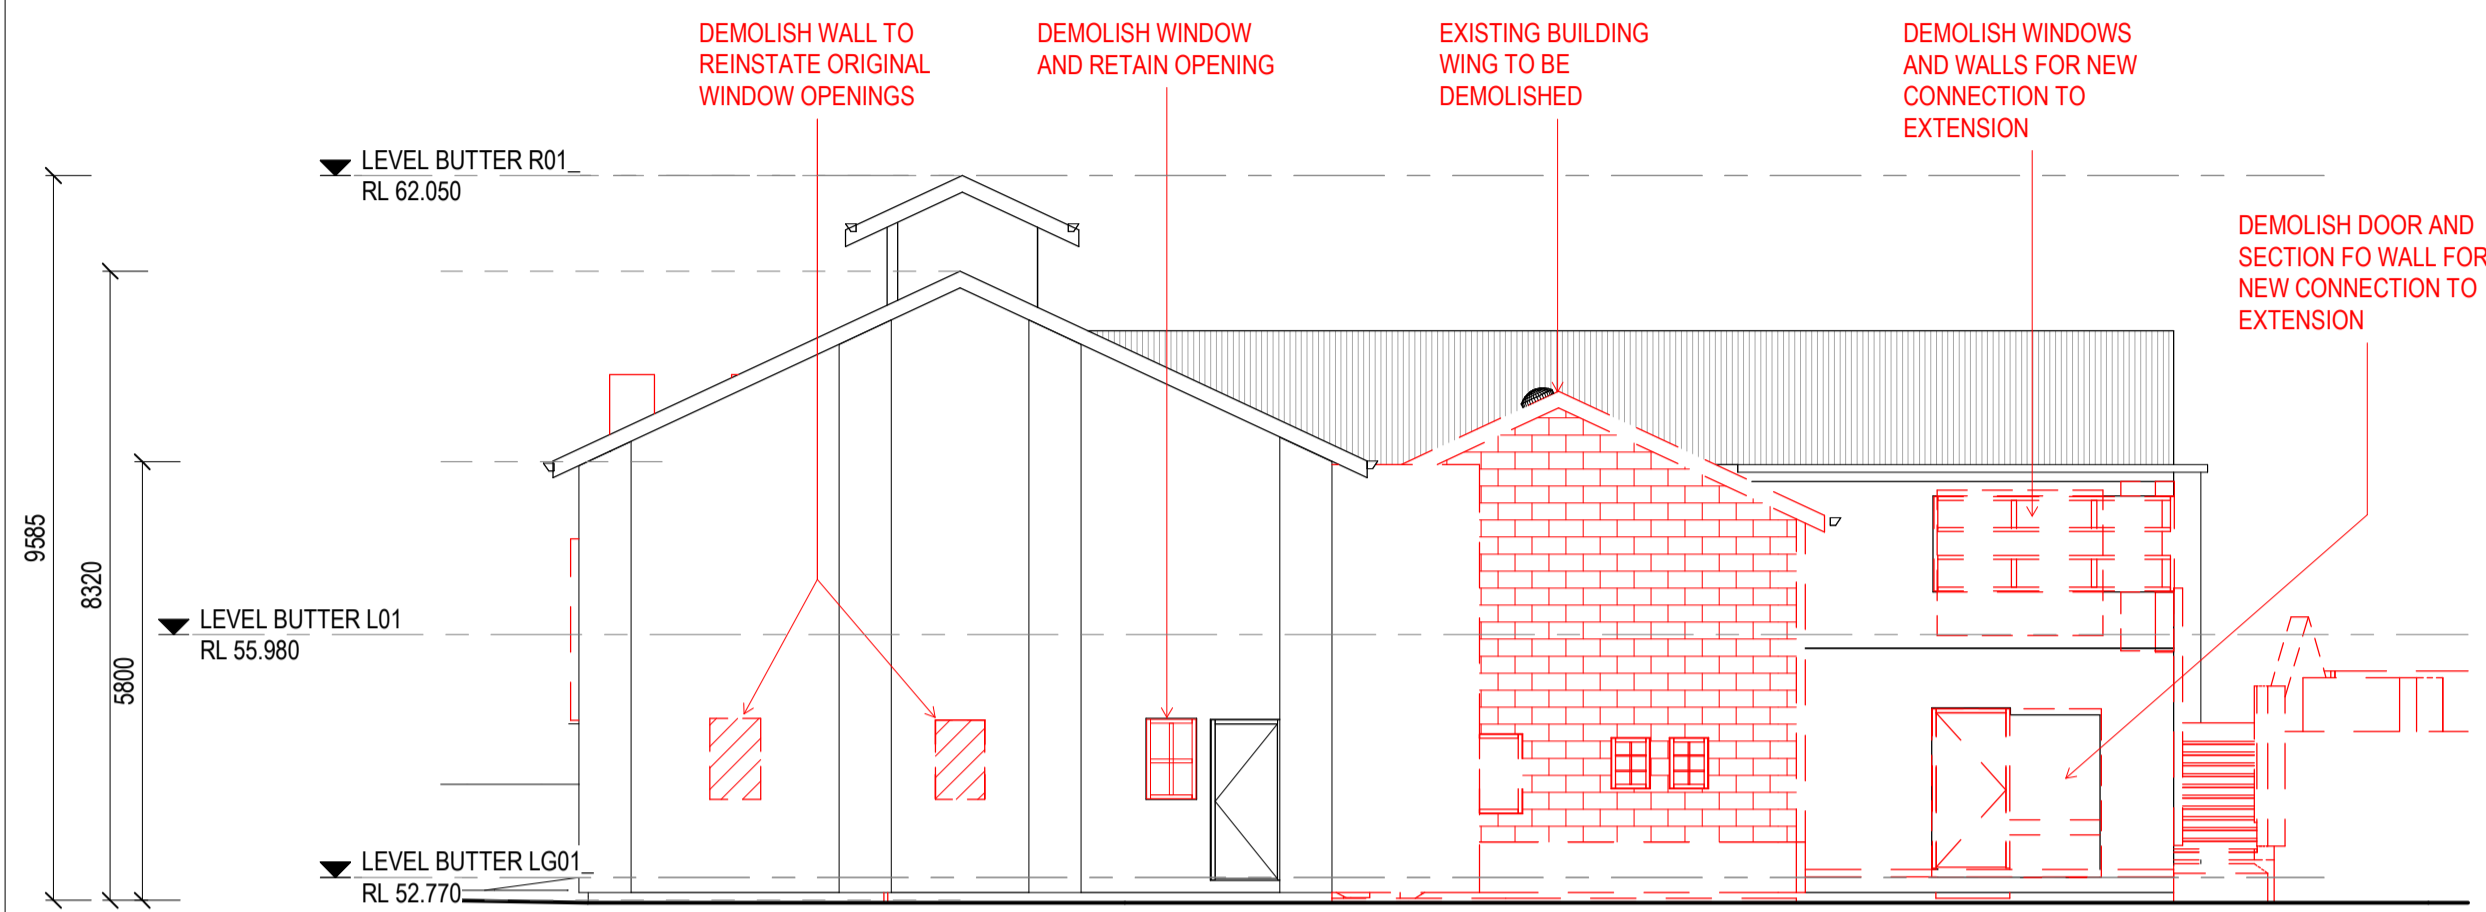 DEMOLISH WALL TO
REINSTATE ORIGINAL
WINDOW OPENINGS
DEMOLISH WINDOW
AND RETAIN OPENING
EXISTING BUILDING
WING TO BE
DEMOLISHED
DEMOLISH WINDOWS
AND WALLS FOR NEW
CONNECTION TO
EXTENSION
DEMOLISH DOOR AND
SECTION FO WALL FOR
NEW CONNECTION TO
EXTENSION
LEVEL BUTTER R01
RL 62.050
9585
8320
5800
LEVEL BUTTER L01
RL 55.980
LEVEL BUTTER LG01
RL 52.770